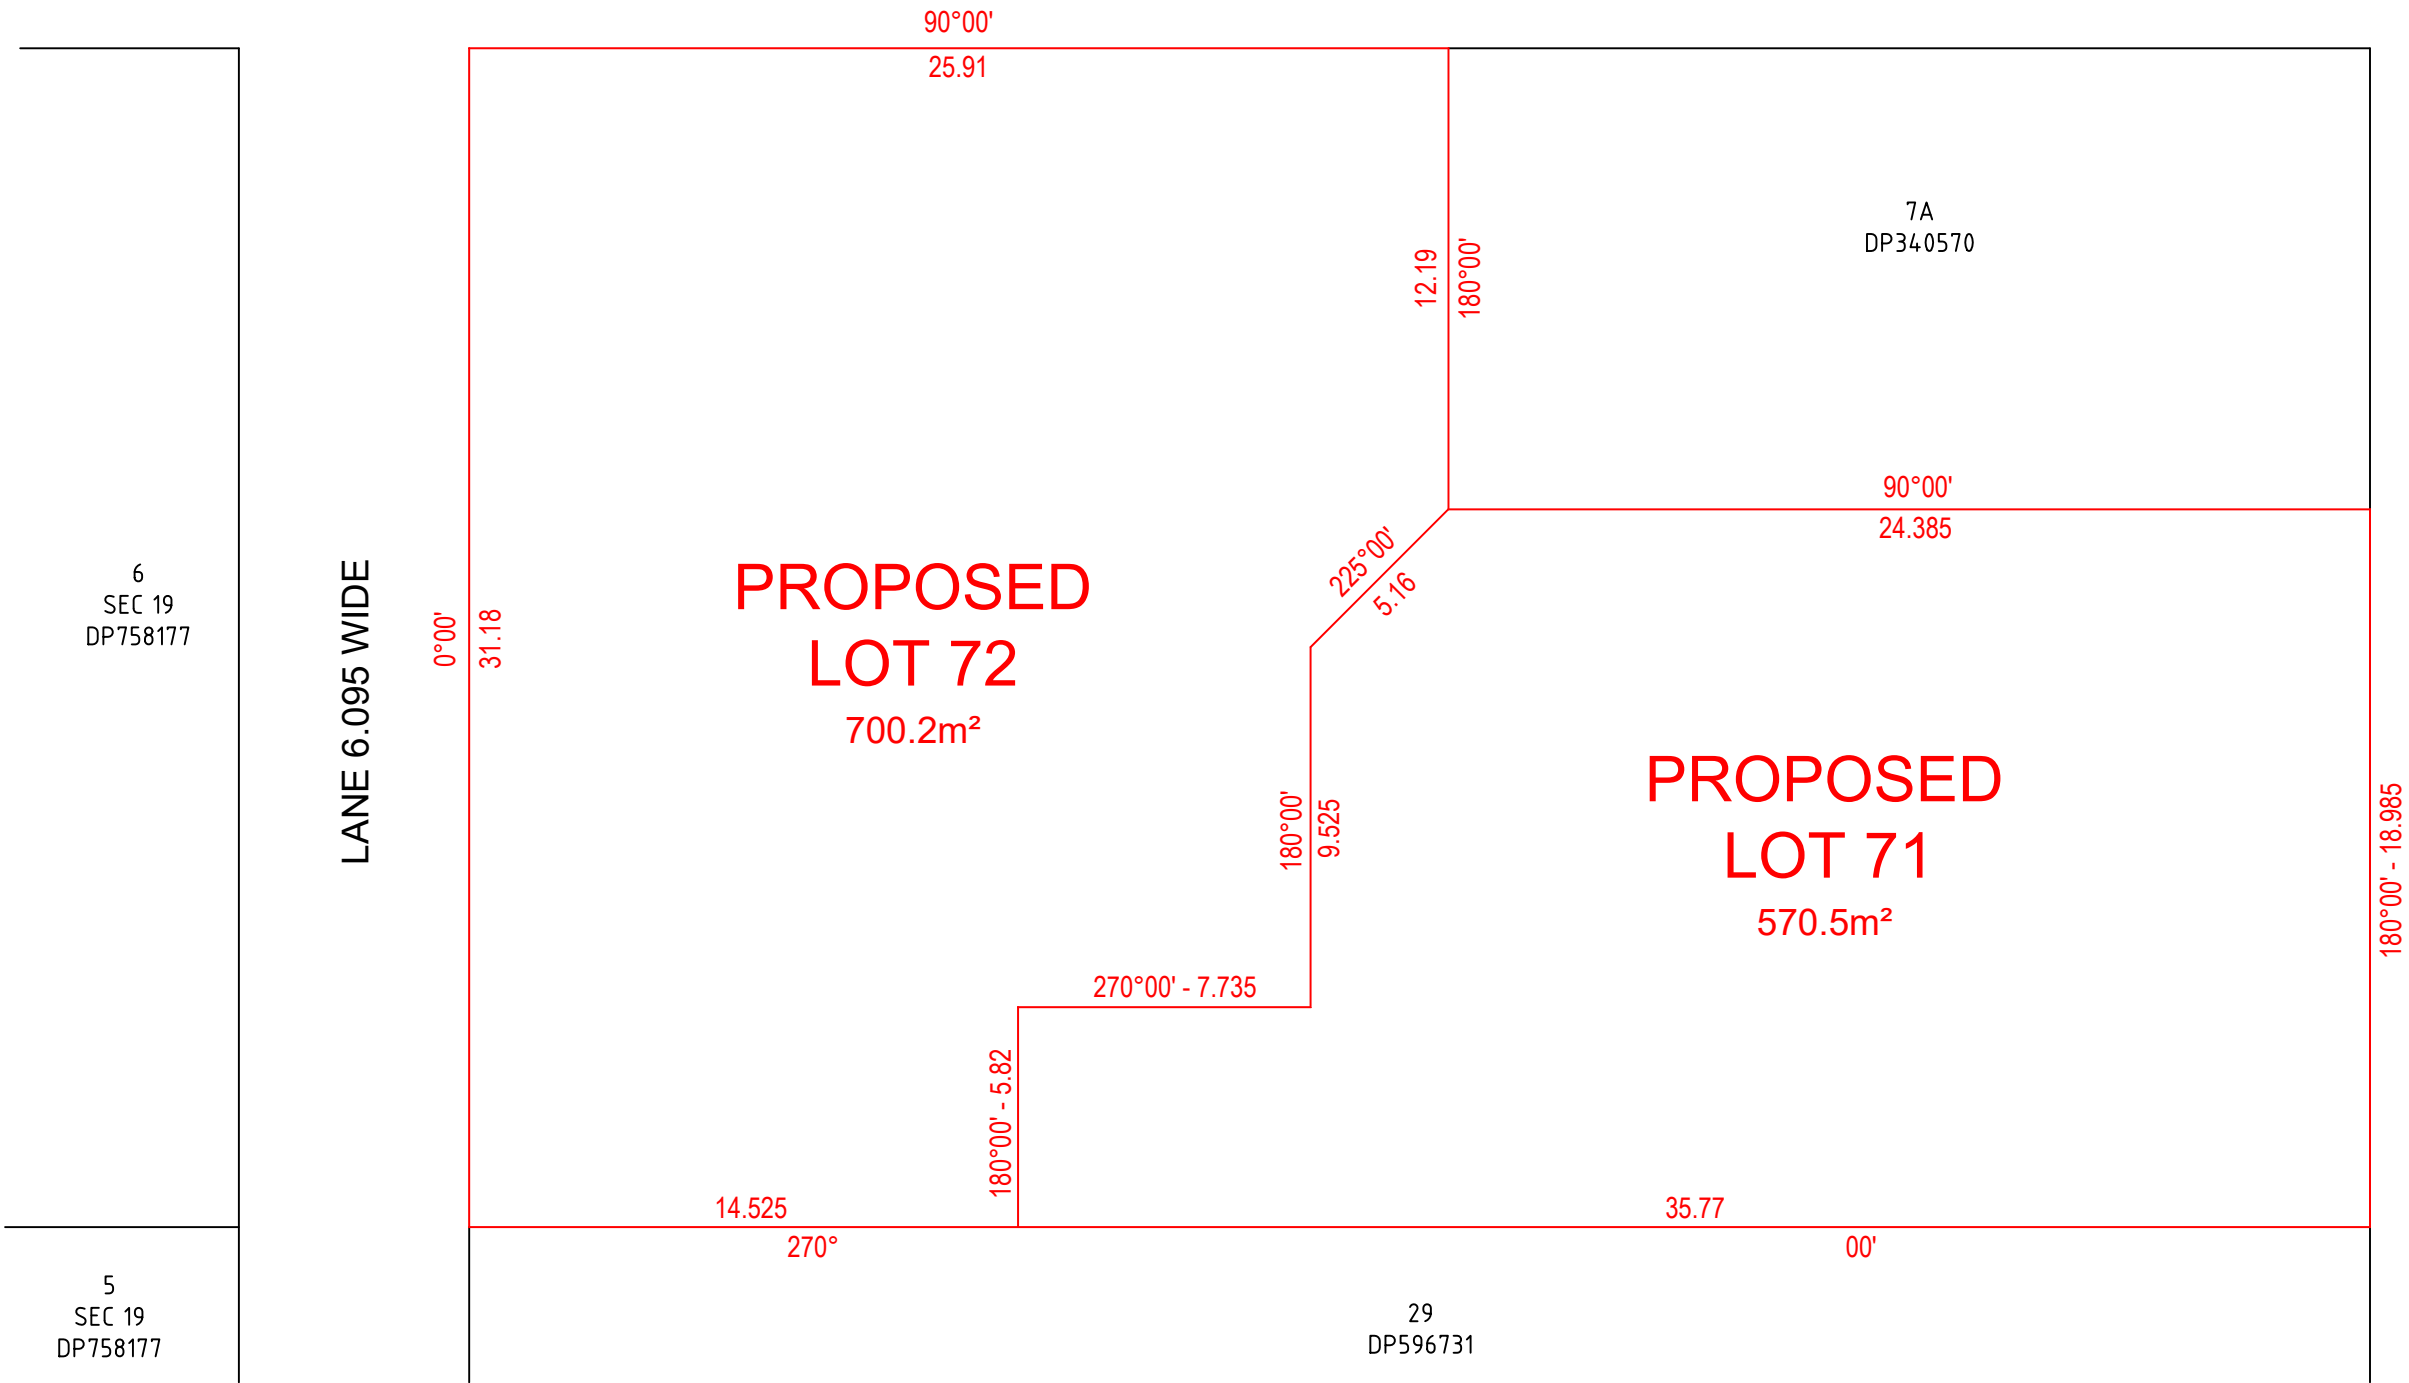 90°00'
25.91
7A
DP340570
12.19
180°00'
90°00'
24.385
225°00'
5.16
6
SEC 19
DP758177
LANE 6.095 WIDE
0°00'
31.18
PROPOSED
LOT 72
700.2m²
PROPOSED
LOT 71
570.5m²
180°00'
9.525
180°00' - 18.985
270°00' - 7.735
180°00' - 5.82
14.525
35.77
270°
00'
5
SEC 19
DP758177
29
DP596731